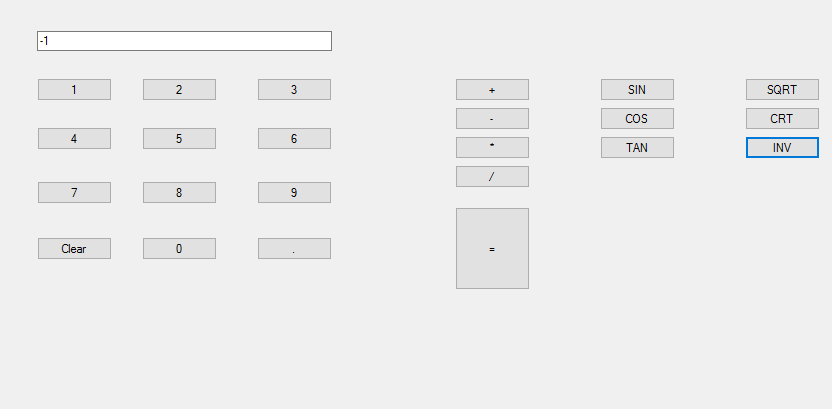 -1
1 2 3 + SIN SQRT
- COS CRT
4 5 6 * TAN INV
/
7 8 9
Clear 0 . =